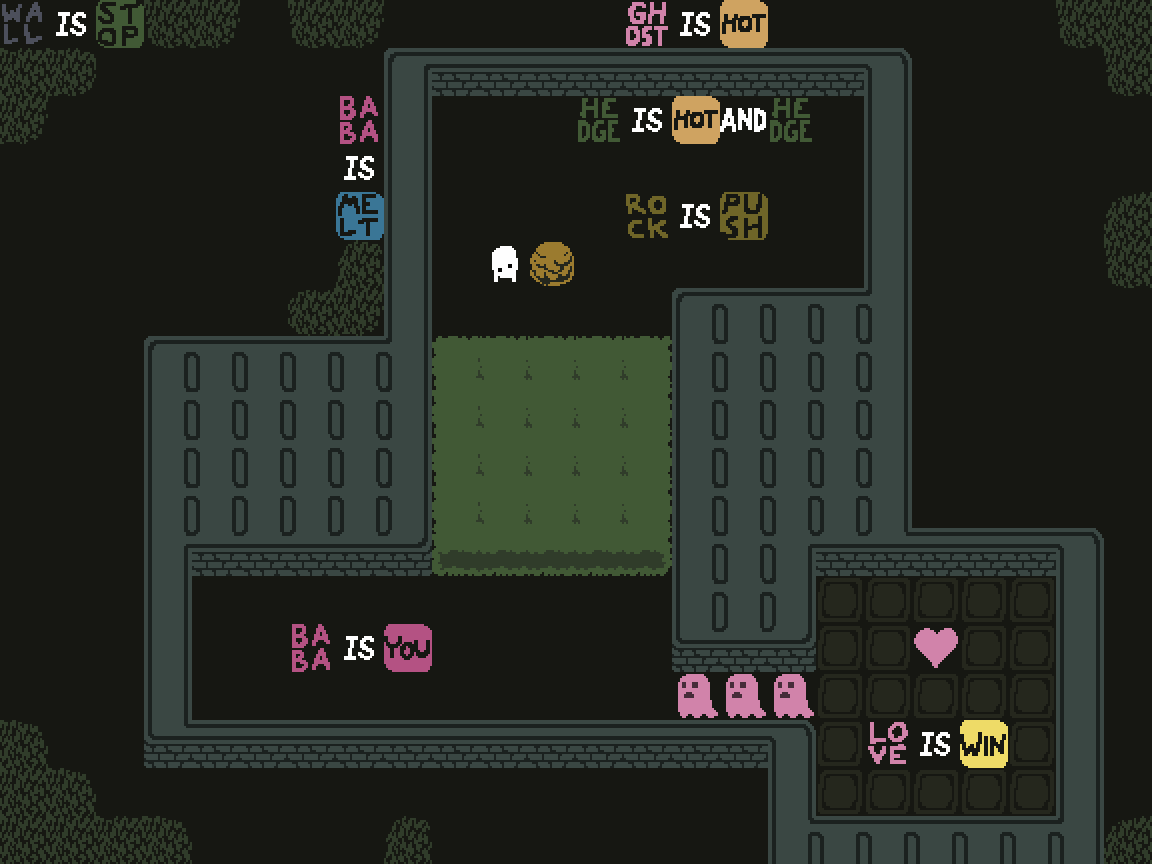 WALL IS STOP
GHOST IS HOT
BABA IS MELT
HEDGE IS HOT AND HEDGE
ROCK IS PUSH
BABA IS YOU
LOVE IS WIN